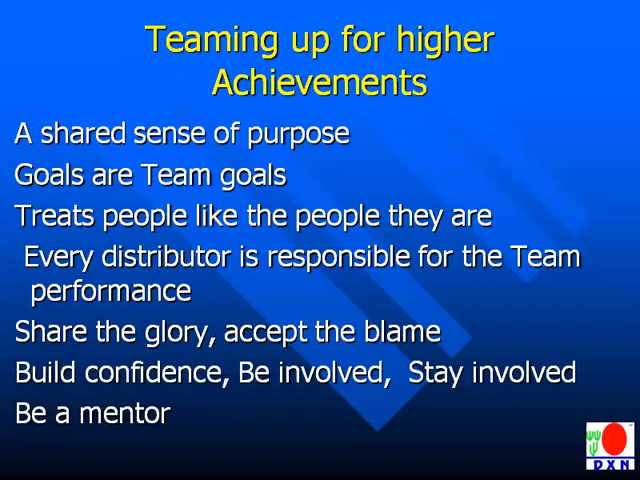 Teaming up for higher
Achievements
A shared sense of purpose
Goals are Team goals
Treats people like the people they are
Every distributor is responsible for the Team
performance
Share the glory, accept the blame
Build confidence, Be involved, Stay involved
Be a mentor
DXN